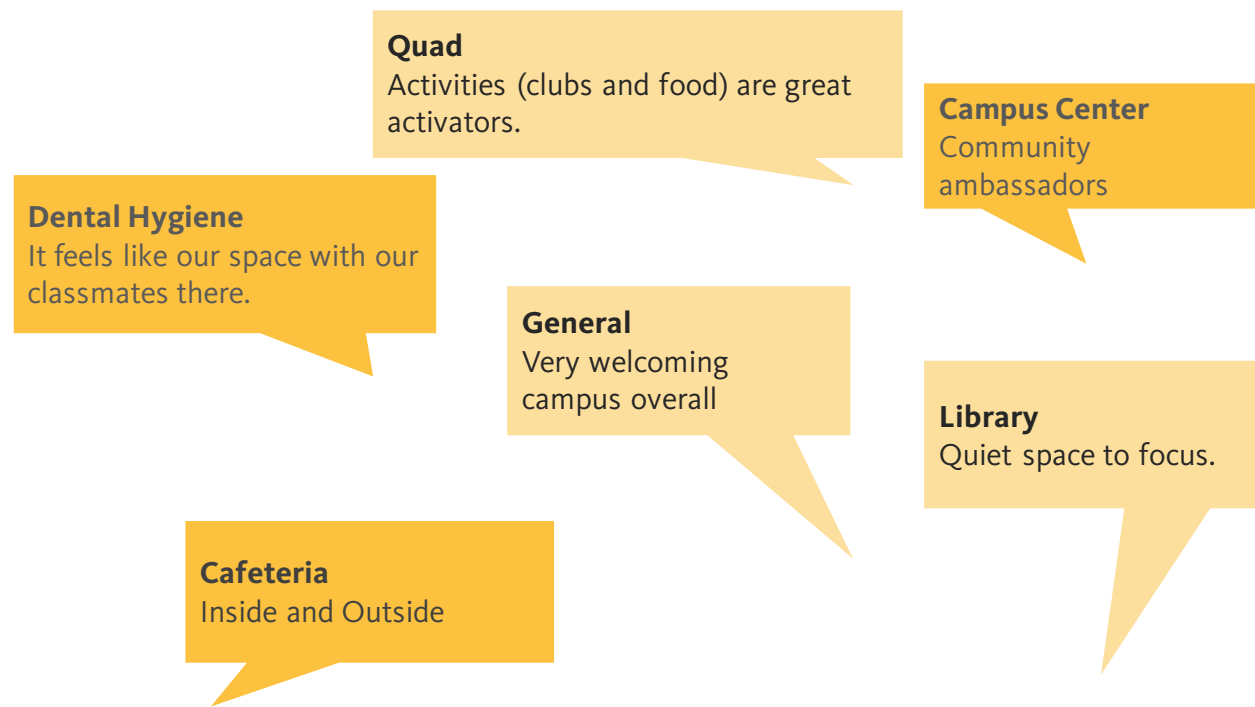 Quad
Activities (clubs and food) are great
activators.
Campus Center
Community
ambassadors
Dental Hygiene
It feels like our space with our
classmates there.
General
Very welcoming
campus overall
Library
Quiet space to focus.
Cafeteria
Inside and Outside